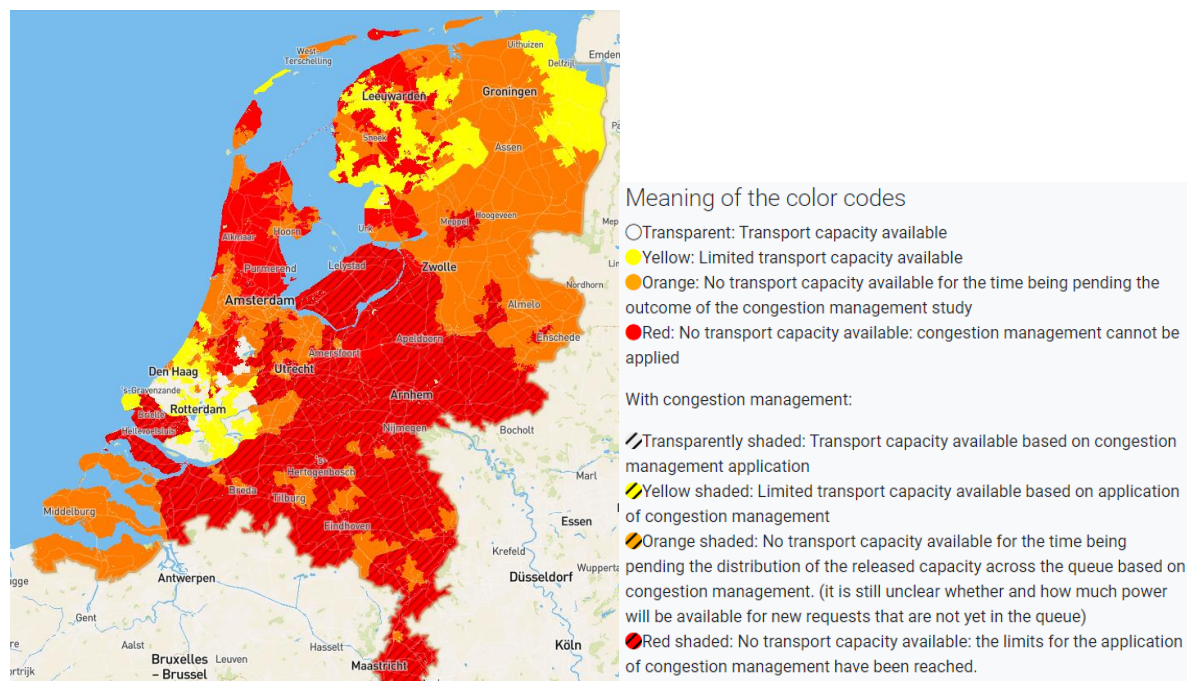 Uithuizen
Emden
West-
Terschelling
Delfzijl
Leeuwarden
Groningen
Sneek
Assen
Meppel
Hoogeveen
Mep
Hoorn
Urk
Alkmaar
Lelystad
Zwolle
Purmerend
Nordhorn
Amsterdam
Almelo
Enschede
Apeldoorn
Amersfoort
Den Haag
Utrecht
's-Gravenzande
Arnhem
Rotterdam
Brielle
Hellevoetsluis
Nijmegen
Bocholt
's-
Hertogenbosch
Marl
Breda
Tilburg
Middelburg
Eindhoven
Essen
Krefeld
Wupperta
Antwerpen
Düsseldorf
gge
Gent
Aalst
Hasselt
Köln
Bruxelles
– Brussel
Leuven
Maastricht
ortrijk
Meaning of the color codes
Transparent: Transport capacity available
Yellow: Limited transport capacity available
Orange: No transport capacity available for the time being pending the
outcome of the congestion management study
Red: No transport capacity available: congestion management cannot be
applied
With congestion management:
Transparently shaded: Transport capacity available based on congestion
management application
Yellow shaded: Limited transport capacity available based on application
of congestion management
Orange shaded: No transport capacity available for the time being
pending the distribution of the released capacity across the queue based on
congestion management. (it is still unclear whether and how much power
will be available for new requests that are not yet in the queue)
Red shaded: No transport capacity available: the limits for the application
of congestion management have been reached.